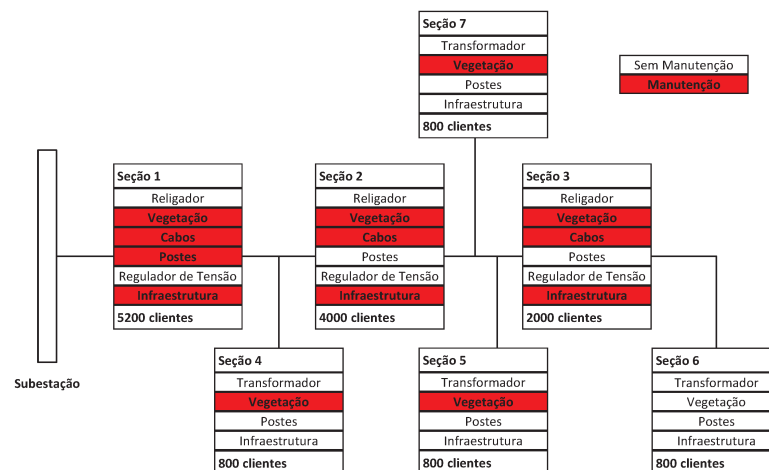 Seção 7
Transformador
Vegetação
Postes
Infraestrutura
800 clientes
Sem Manutenção
Manutenção
Seção 1
Religador
Vegetação
Cabos
Postes
Regulador de Tensão
Infraestrutura
5200 clientes
Seção 2
Religador
Vegetação
Cabos
Postes
Regulador de Tensão
Infraestrutura
4000 clientes
Seção 3
Religador
Vegetação
Cabos
Postes
Regulador de Tensão
Infraestrutura
2000 clientes
Subestação
Seção 4
Transformador
Vegetação
Postes
Infraestrutura
800 clientes
Seção 5
Transformador
Vegetação
Postes
Infraestrutura
800 clientes
Seção 6
Transformador
Vegetação
Postes
Infraestrutura
800 clientes